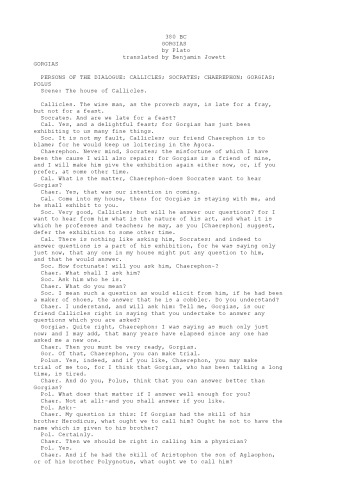 380 BC
GORGIAS
by Plato
translated by Benjamin Jowett
GORGIAS
PERSONS OF THE DIALOGUE: CALLICLES; SOCRATES; CHAEREPHON; GORGIAS;
POLUS
Scene: The house of Callicles.
Callicles. The wise man, as the proverb says, is late for a fray,
but not for a feast.
Socrates. And are we late for a feast?
Cal. Yes, and a delightful feast; for Gorgias has just been
exhibiting to us many fine things.
Soc. It is not my fault, Callicles; our friend Chaerephon is to
blame; for he would keep us loitering in the Agora.
Chaerephon. Never mind, Socrates; the misfortune of which I have
been the cause I will also repair; for Gorgias is a friend of mine,
and I will make him give the exhibition again either now, or, if you
prefer, at some other time.
Cal. What is the matter, Chaerephon-does Socrates want to hear
Gorgias?
Chaer. Yes, that was our intention in coming.
Cal. Come into my house, then; for Gorgias is staying with me, and
he shall exhibit to you.
Soc. Very good, Callicles; but will he answer our questions? for I
want to hear from him what is the nature of his art, and what it is
which he professes and teaches; he may, as you [Chaerephon] suggest,
defer the exhibition to some other time.
Cal. There is nothing like asking him, Socrates; and indeed to
answer questions is a part of his exhibition, for he was saying only
just now, that any one in my house might put any question to him,
and that he would answer.
Soc. How fortunate! will you ask him, Chaerephon-?
Chaer. What shall I ask him?
Soc. Ask him who he is.
Chaer. What do you mean?
Soc. I mean such a question as would elicit from him, if he had been
a maker of shoes, the answer that he is a cobbler. Do you understand?
Chaer. I understand, and will ask him: Tell me, Gorgias, is our
friend Callicles right in saying that you undertake to answer any
questions which you are asked?
Gorgias. Quite right, Chaerephon: I was saying as much only just
now; and I may add, that many years have elapsed since any one has
asked me a new one.
Chaer. Then you must be very ready, Gorgias.
Gor. Of that, Chaerephon, you can make trial.
Polus. Yes, indeed, and if you like, Chaerephon, you may make
trial of me too, for I think that Gorgias, who has been talking a long
time, is tired.
Chaer. And do you, Polus, think that you can answer better than
Gorgias?
Pol. What does that matter if I answer well enough for you?
Chaer. Not at all:-and you shall answer if you like.
Pol. Ask:-
Chaer. My question is this: If Gorgias had the skill of his
brother Herodicus, what ought we to call him? Ought he not to have the
name which is given to his brother?
Pol. Certainly.
Chaer. Then we should be right in calling him a physician?
Pol. Yes.
Chaer. And if he had the skill of Aristophon the son of Aglaophon,
or of his brother Polygnotus, what ought we to call him?